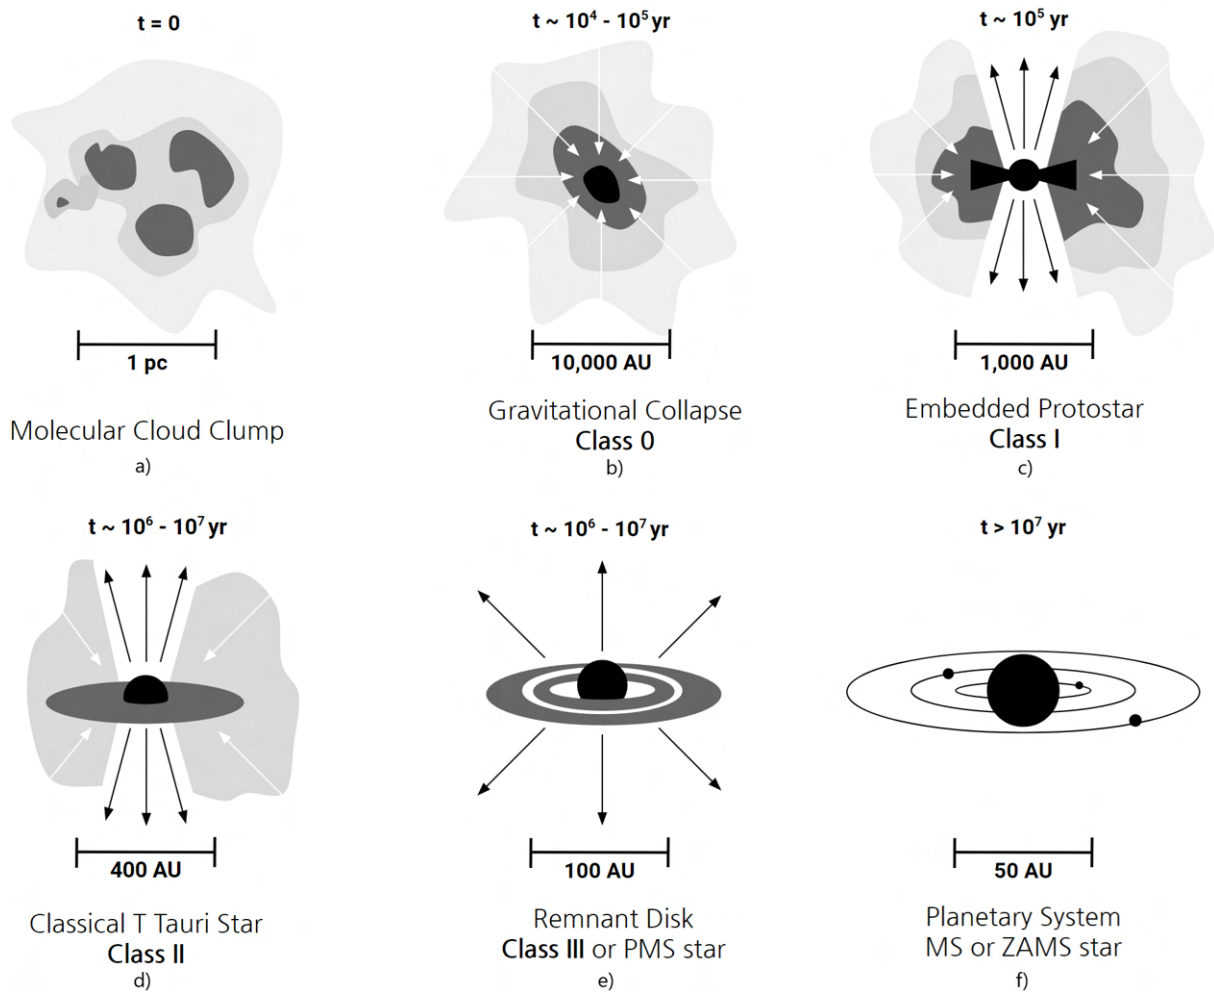 t = 0
t ~ 10⁴ - 10⁵ yr
t ~ 10⁵ yr
1 pc
10,000 AU
1,000 AU
Molecular Cloud Clump
a)
Gravitational Collapse
Class 0
b)
Embedded Protostar
Class I
c)
t ~ 10⁶ - 10⁷ yr
t ~ 10⁶ - 10⁷ yr
t > 10⁷ yr
400 AU
100 AU
50 AU
Classical T Tauri Star
Class II
d)
Remnant Disk
Class III or PMS star
e)
Planetary System
MS or ZAMS star
f)